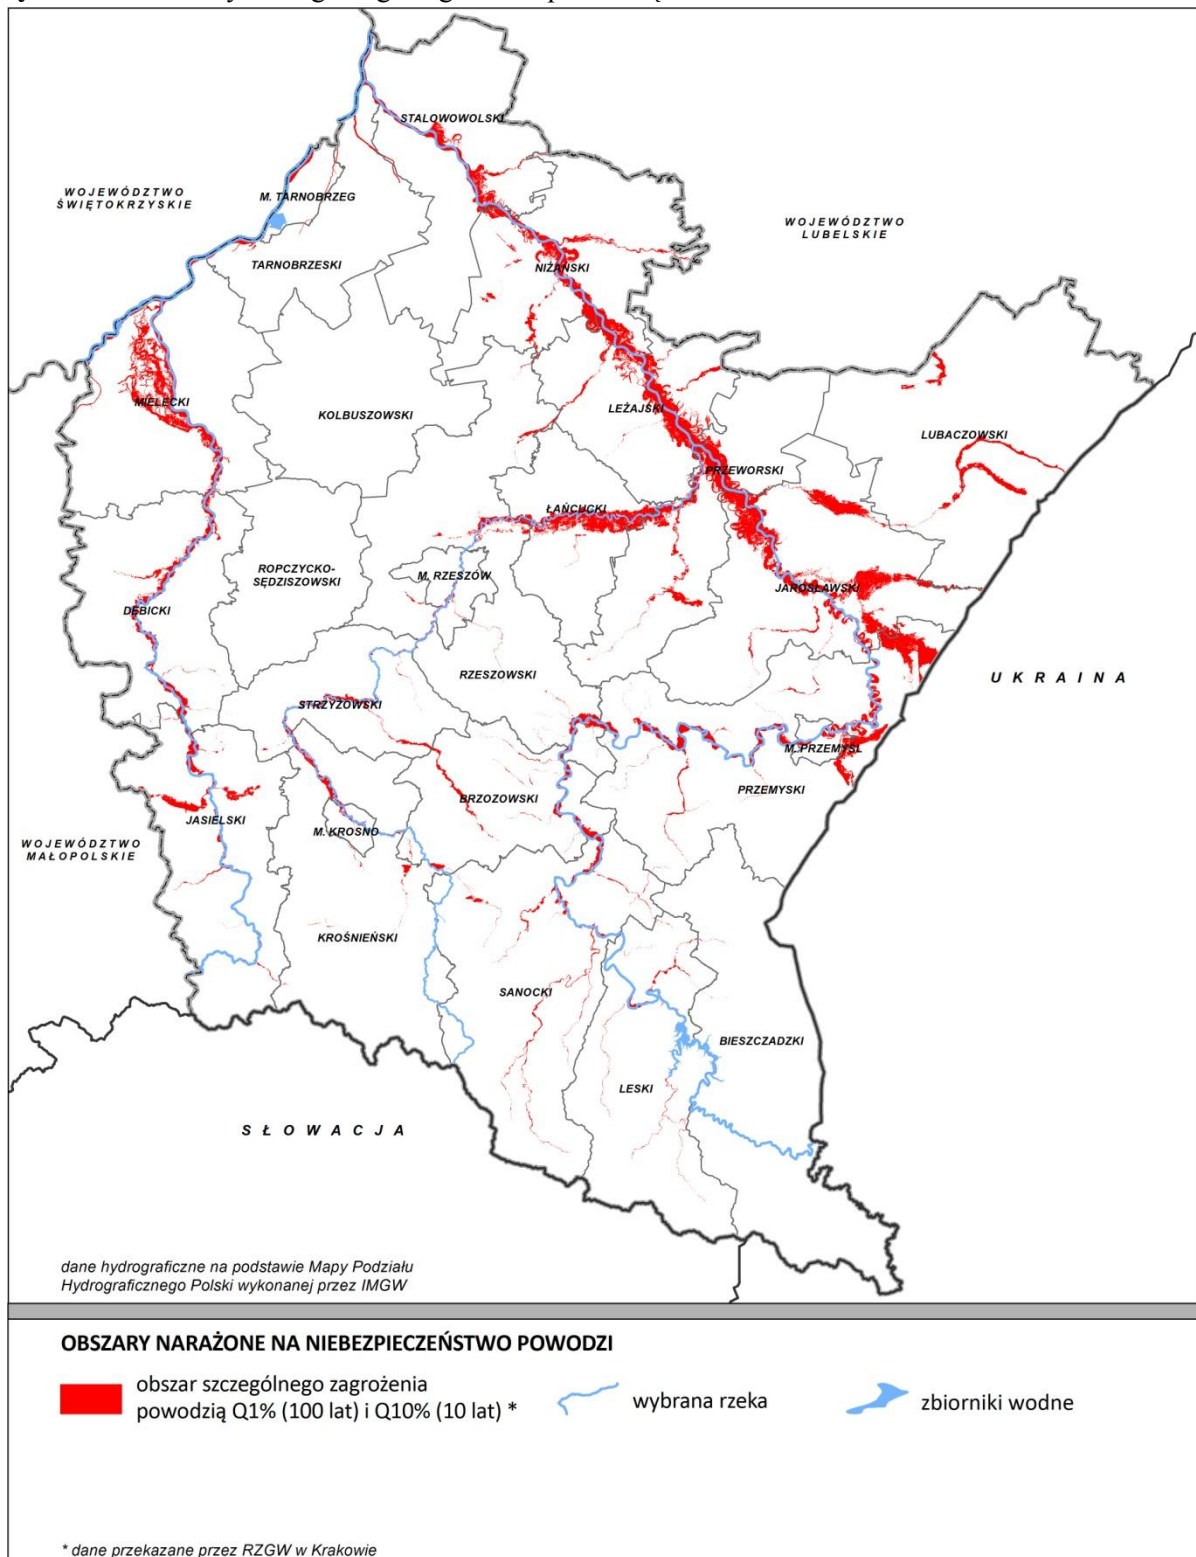 STALOWOWOLSKI
WOJEWÓDZTWO
ŚWIĘTOKRZYSKIE
M. TARNOBRZEG
WOJEWÓDZTWO
LUBELSKIE
TARNOBRZESKI
NIŻAŃSKI
MIELECKI
KOLBUSZOWSKI
LEŻAJSKI
LUBACZOWSKI
PRZEWORSKI
ŁAŃCUCKI
ROPCZYCKO-
SĘDZISZOWSKI
M. RZESZÓW
JAROSŁAWSKI
DĘBICKI
RZESZOWSKI
UKRAINA
STRZYŻOWSKI
M. PRZEMYŚL
PRZEMYSKI
BRZOZOWSKI
JASIELSKI
M. KROSNO
WOJEWÓDZTWO
MAŁOPOLSKIE
KROŚNIEŃSKI
SANOCKI
BIESZCZADZKI
LESKI
SŁOWACJA
dane hydrograficzne na podstawie Mapy Podziału
Hydrograficznego Polski wykonanej przez IMGW
OBSZARY NARAŻONE NA NIEBEZPIECZEŃSTWO POWODZI
obszar szczególnego zagrożenia
powodzią Q1% (100 lat) i Q10% (10 lat) *
wybrana rzeka
zbiorniki wodne
* dane przekazane przez RZGW w Krakowie